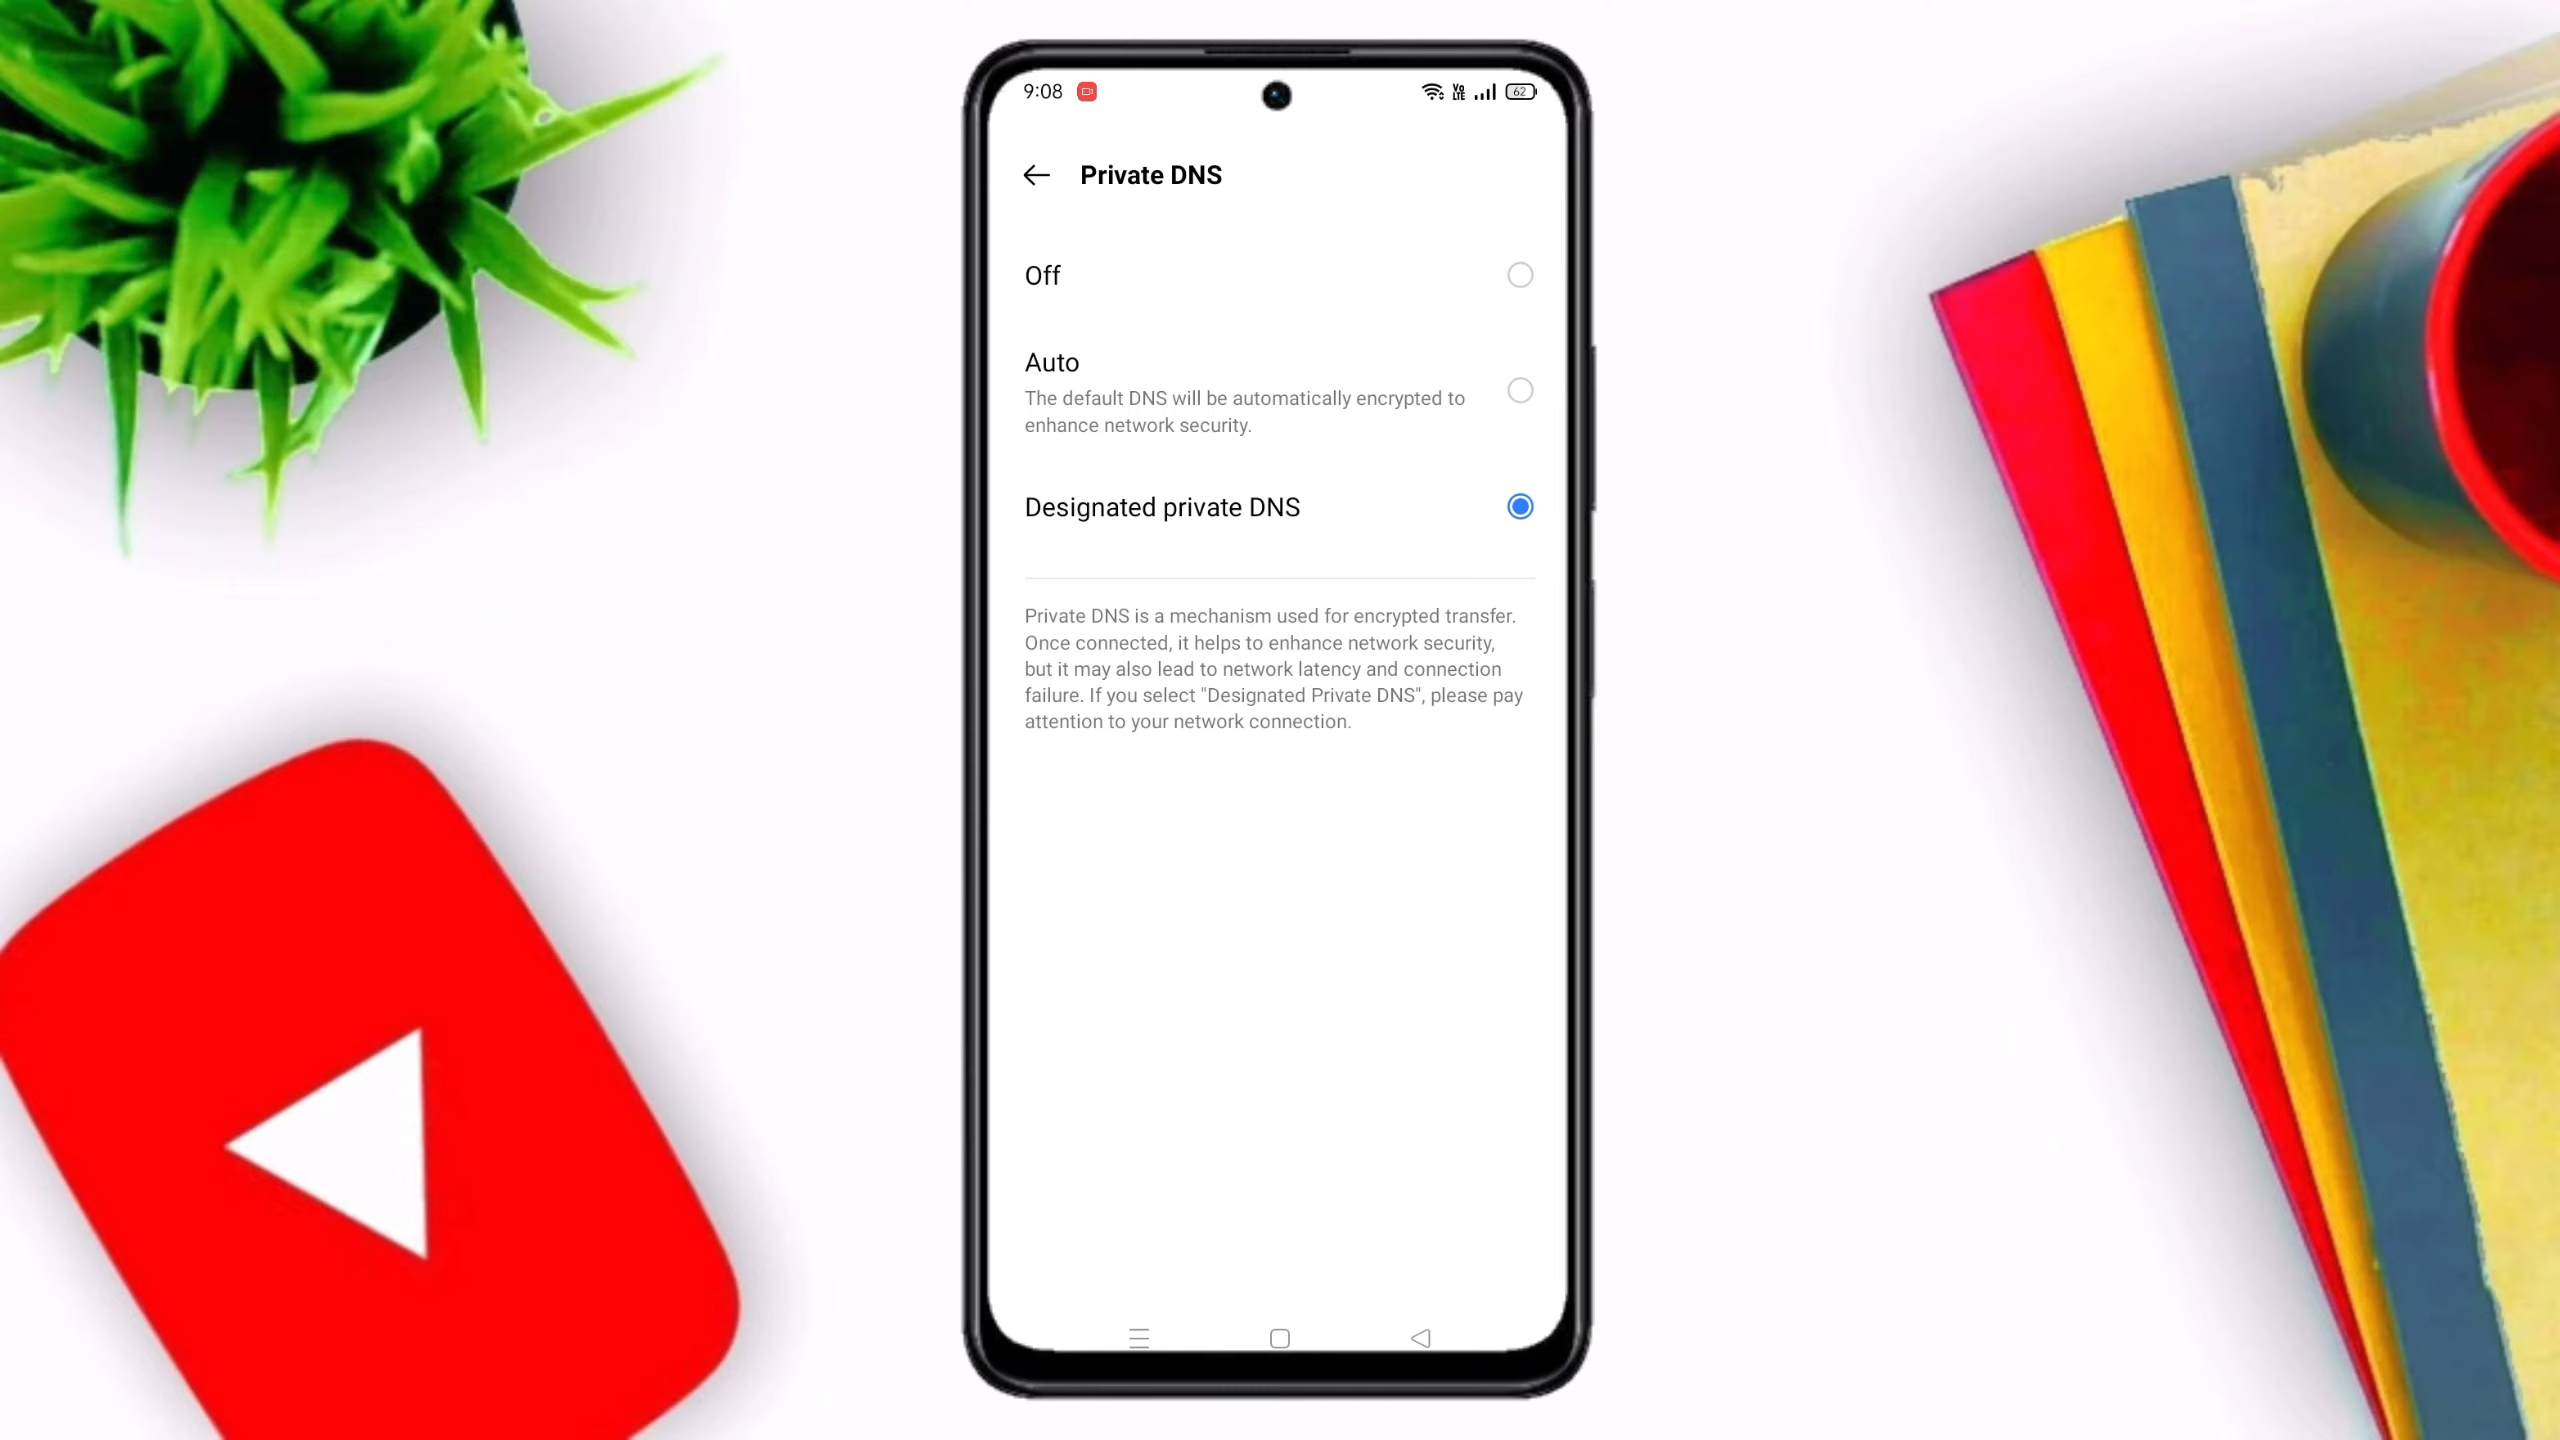 9:08
Vo LTE
62
Private DNS
Off
Auto
The default DNS will be automatically encrypted to
enhance network security.
Designated private DNS
Private DNS is a mechanism used for encrypted transfer.
Once connected, it helps to enhance network security,
but it may also lead to network latency and connection
failure. If you select "Designated Private DNS", please pay
attention to your network connection.